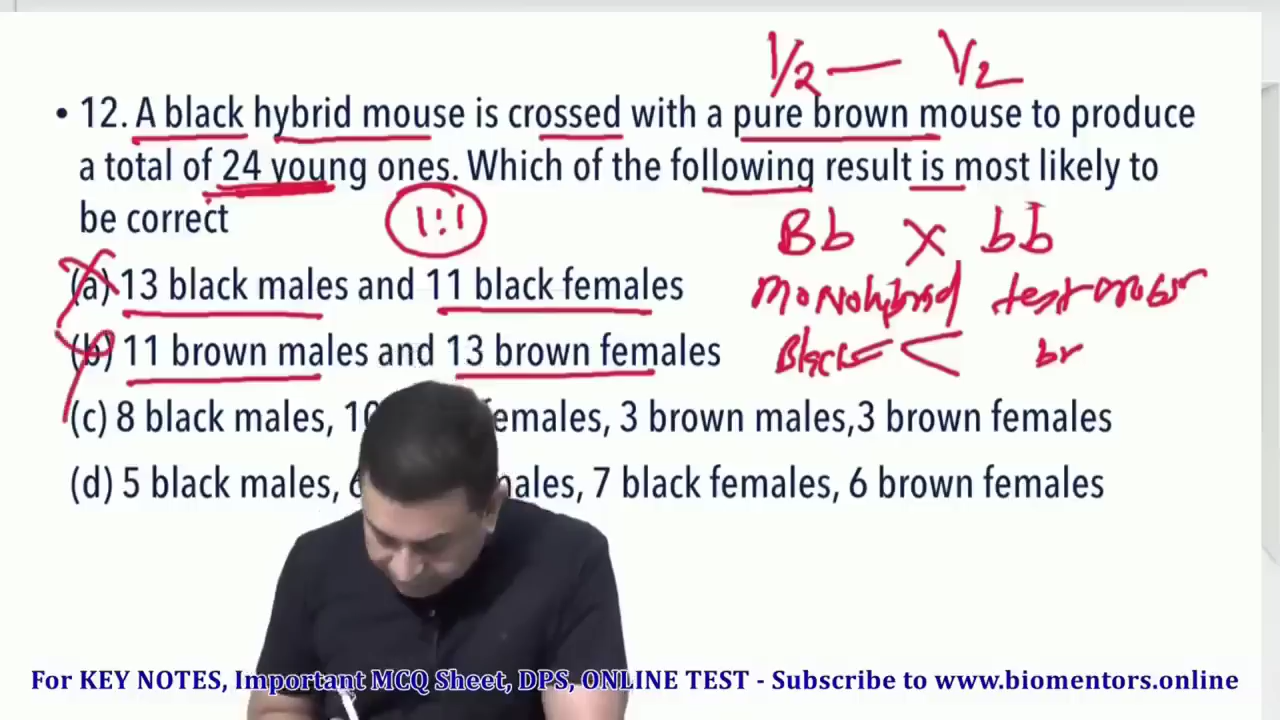 1/2 — 1/2
• 12. A black hybrid mouse is crossed with a pure brown mouse to produce
a total of 24 young ones. Which of the following result is most likely to
be correct
1:1
Bb X bb
(a) 13 black males and 11 black females
monohybrid test cross
(b) 11 brown males and 13 brown females
Black br
(c) 8 black males, 10 females, 3 brown males,3 brown females
(d) 5 black males, 6 males, 7 black females, 6 brown females
For KEY NOTES, Important MCQ Sheet, DPS, ONLINE TEST - Subscribe to www.biomentors.online